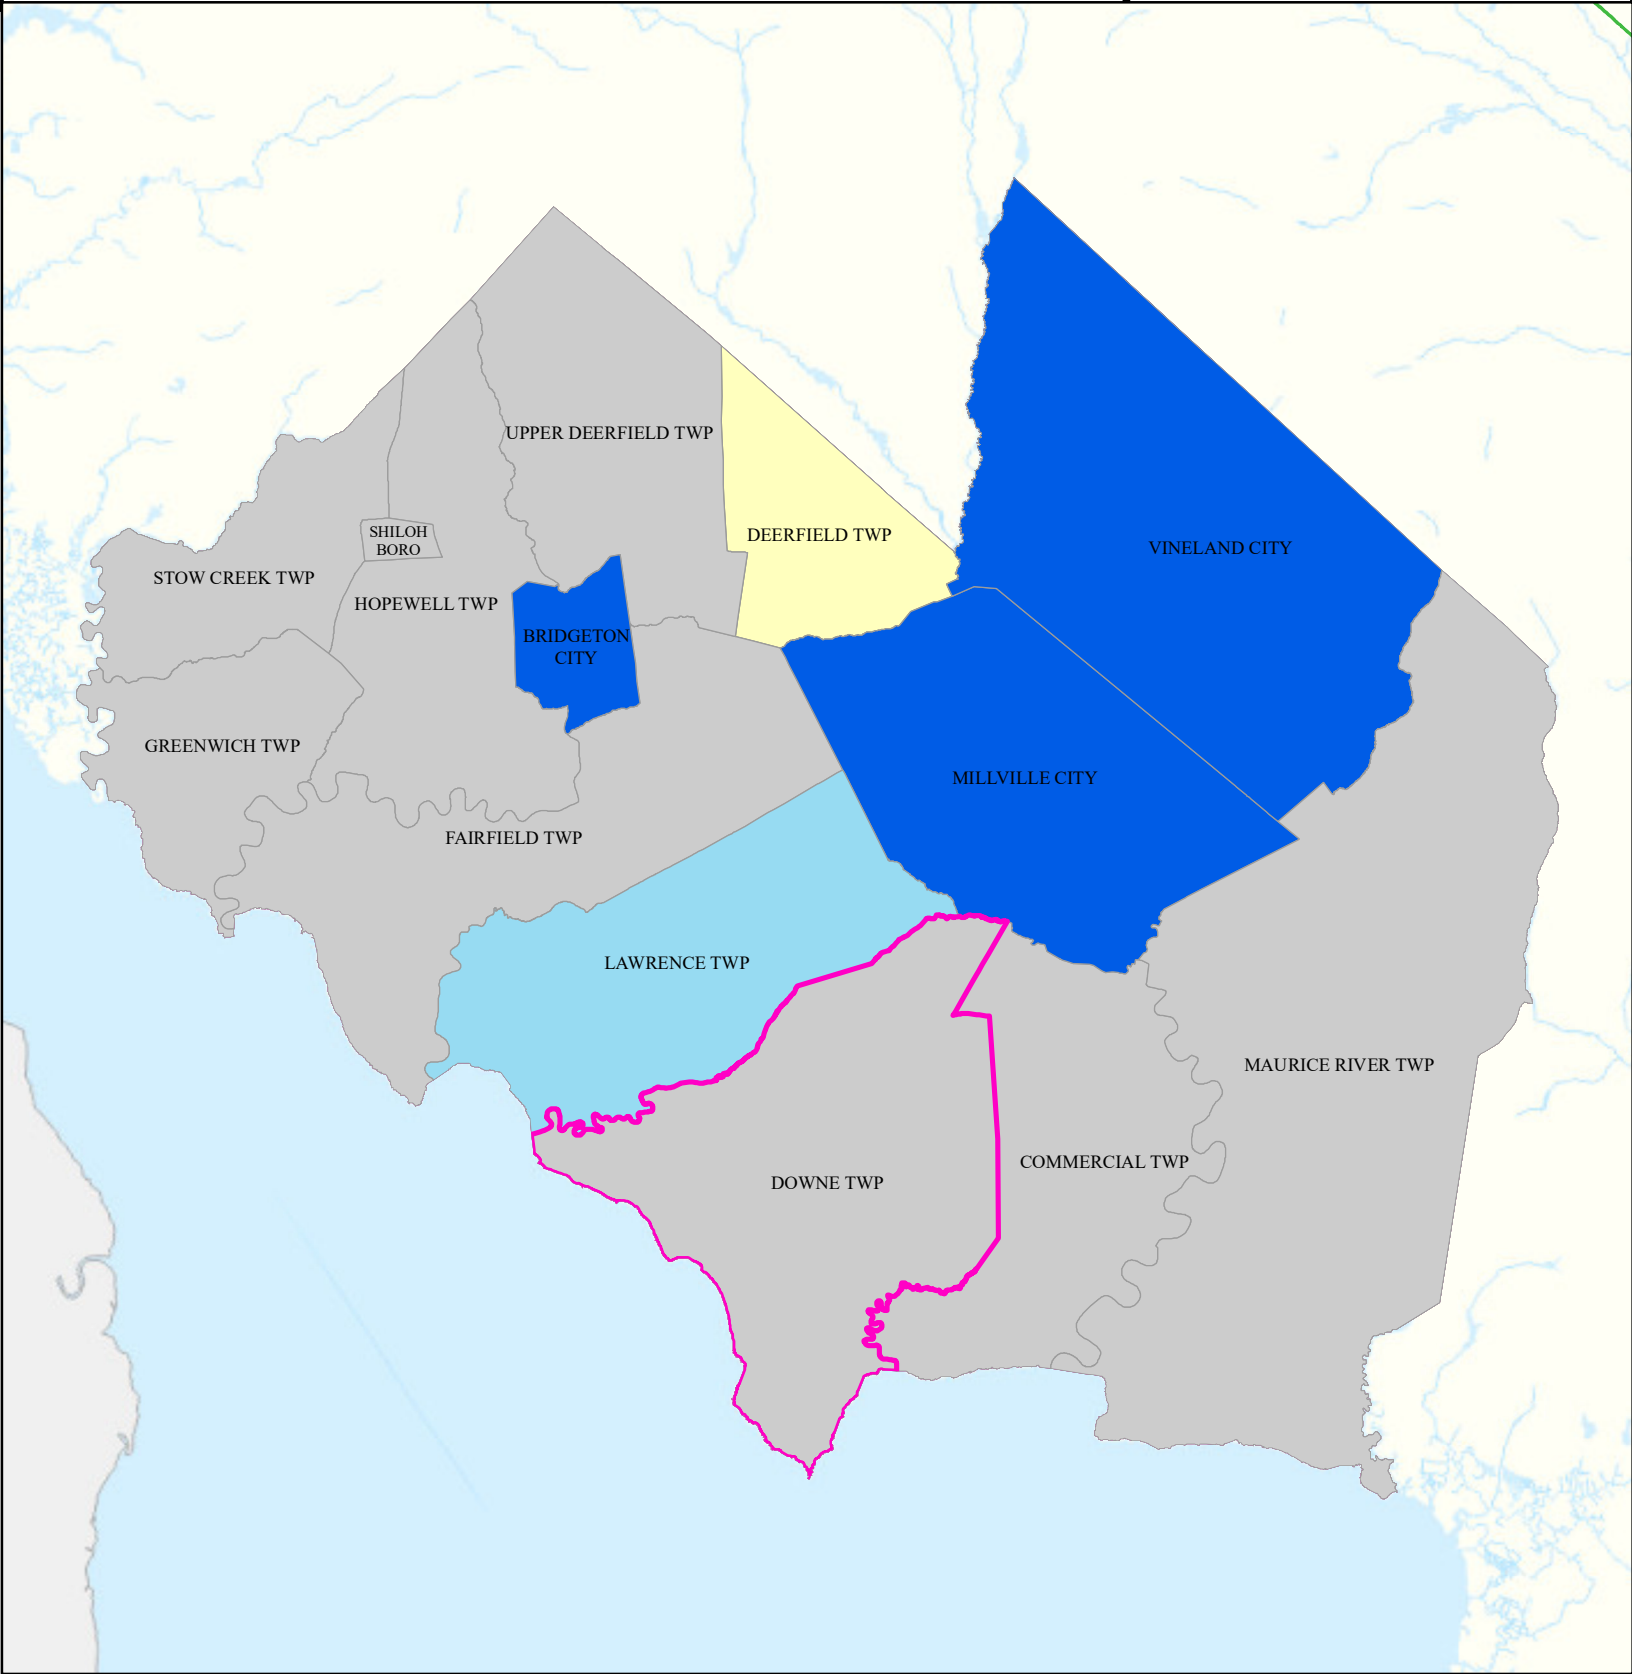 UPPER DEERFIELD TWP
SHILOH
BORO
DEERFIELD TWP
VINELAND CITY
STOW CREEK TWP
HOPEWELL TWP
BRIDGETON
CITY
GREENWICH TWP
MILLVILLE CITY
FAIRFIELD TWP
LAWRENCE TWP
MAURICE RIVER TWP
COMMERCIAL TWP
DOWNE TWP